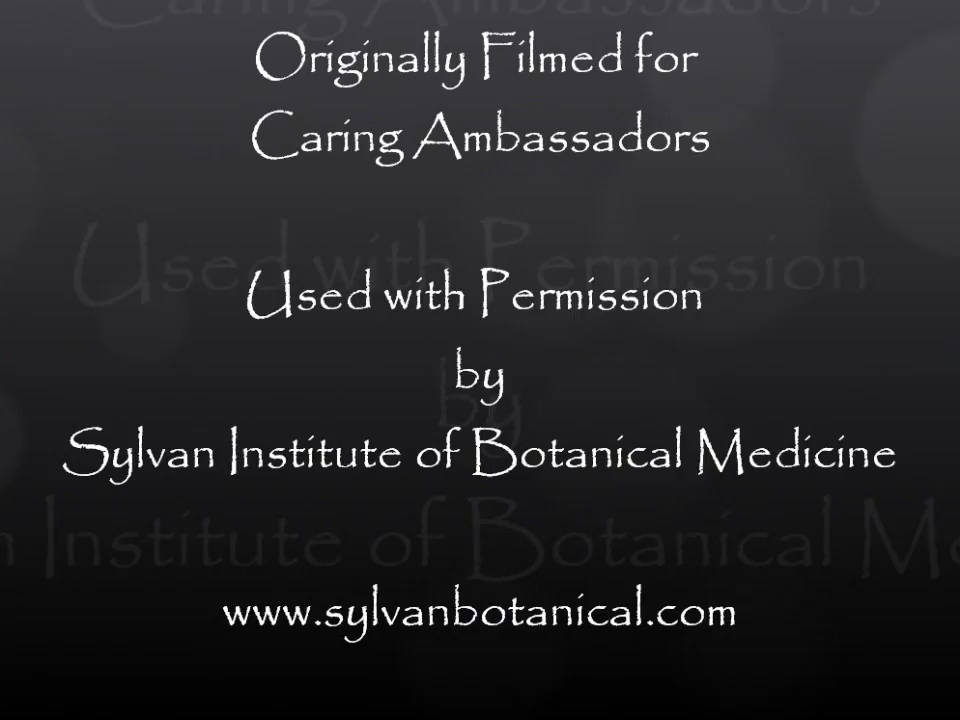 Originally Filmed for
Caring Ambassadors
Used with Permission
by
Sylvan Institute of Botanical Medicine
www.sylvanbotanical.com